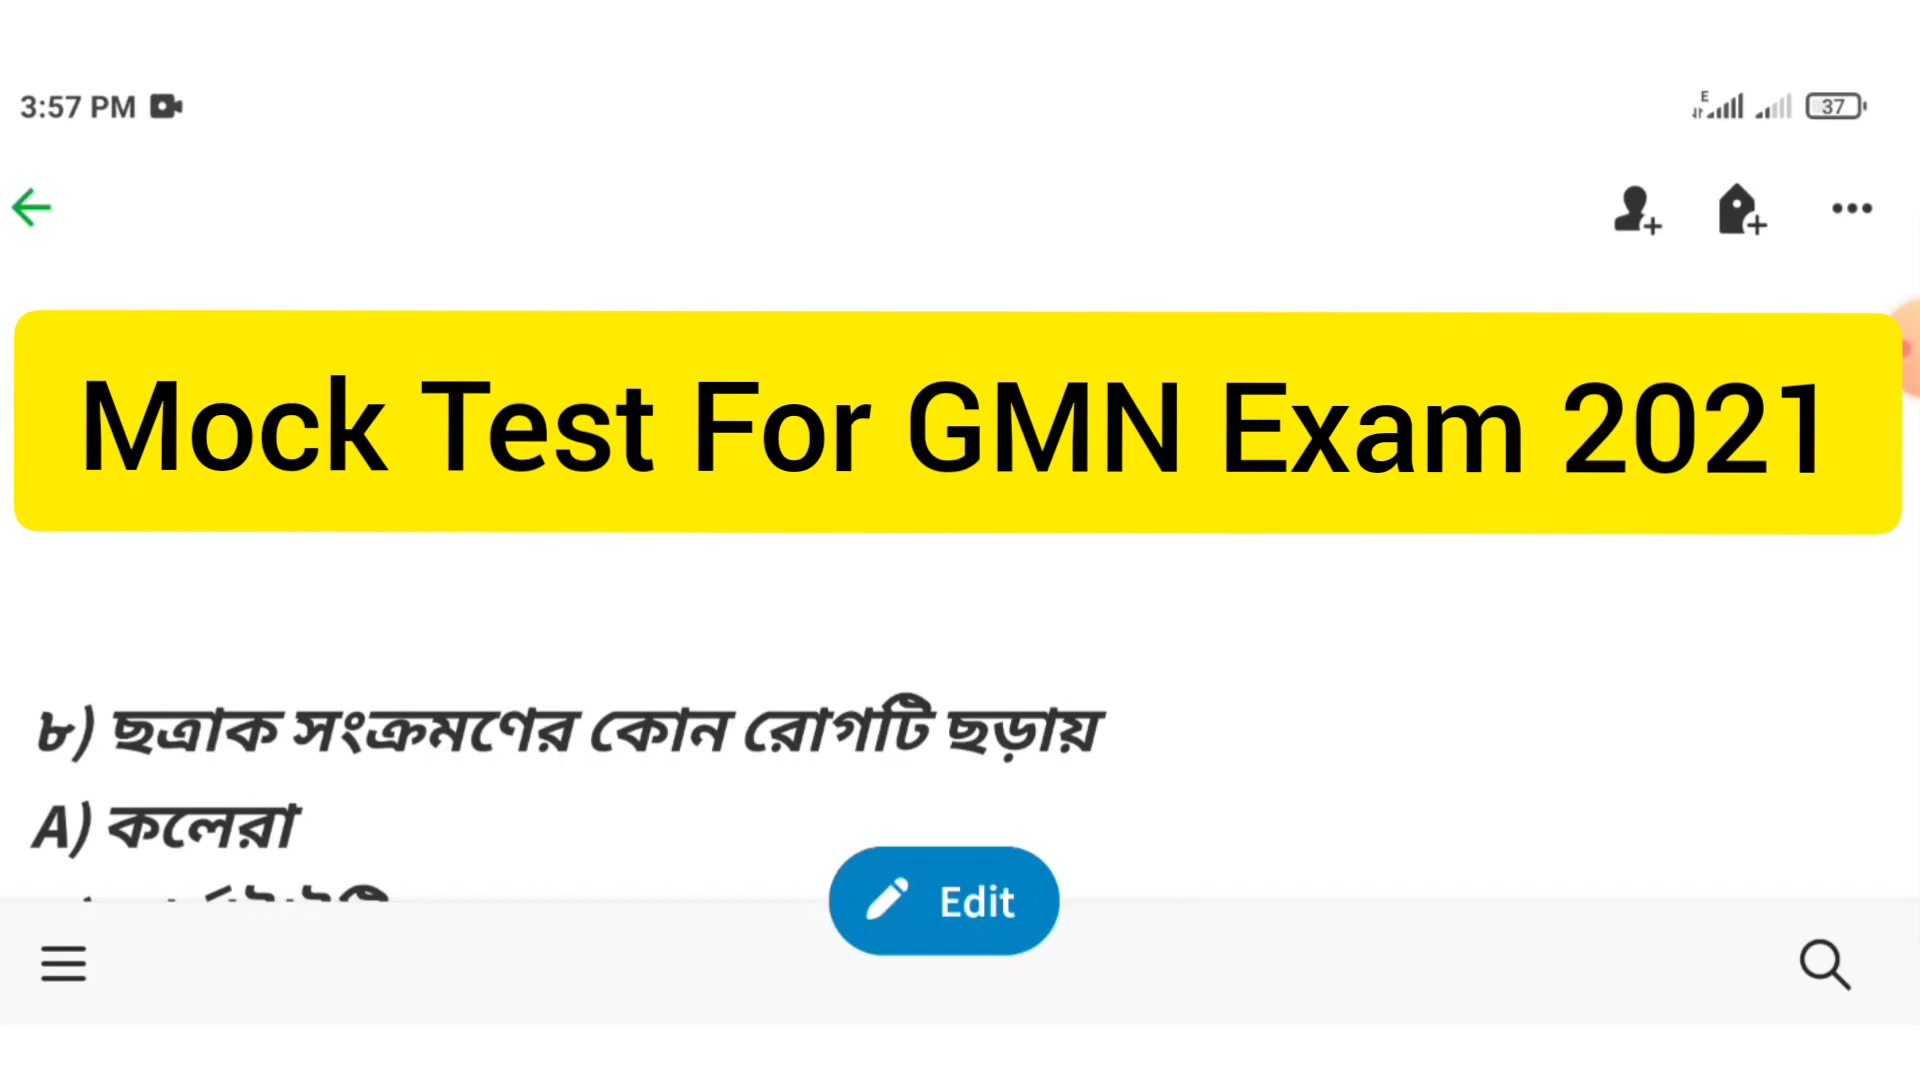 3:57 PM
E
37
Mock Test For GMN Exam 2021
৮) ছত্রাক সংক্রমণের কোন রোগটি ছড়ায়
A) কলেরা
Edit